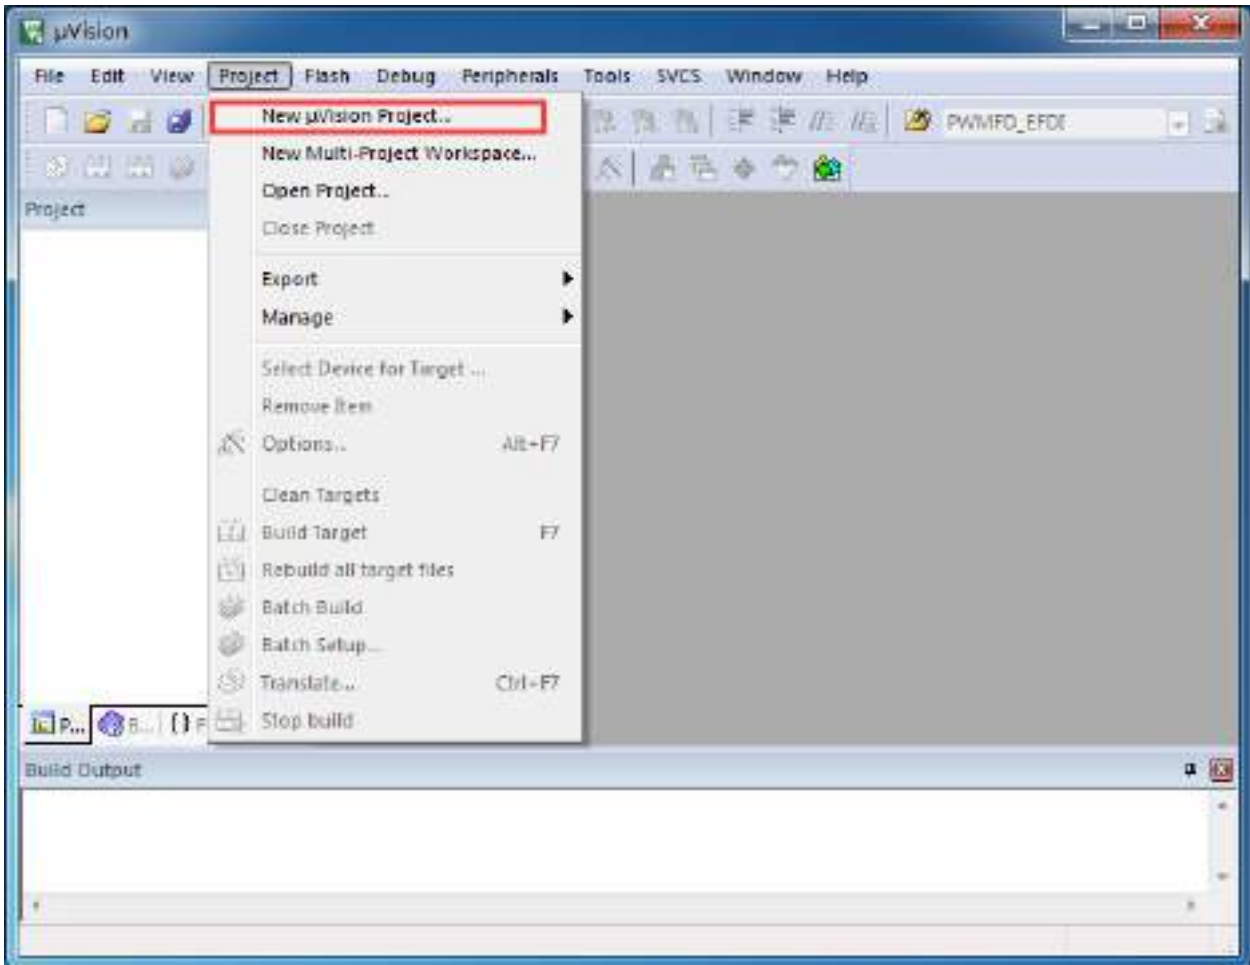 µVision
File Edit View Project Flash Debug Peripherals Tools SVCS Window Help
New µVision Project...
PWMFD_EFDE
New Multi-Project Workspace...
Open Project...
Project
Close Project
Export
Manage
Select Device for Target ...
Remove Item
Options... Alt+F7
Clean Targets
Build Target F7
Rebuild all target files
Batch Build
Batch Setup...
Translate... Ctrl+F7
Stop build
P... B... {} F
Build Output